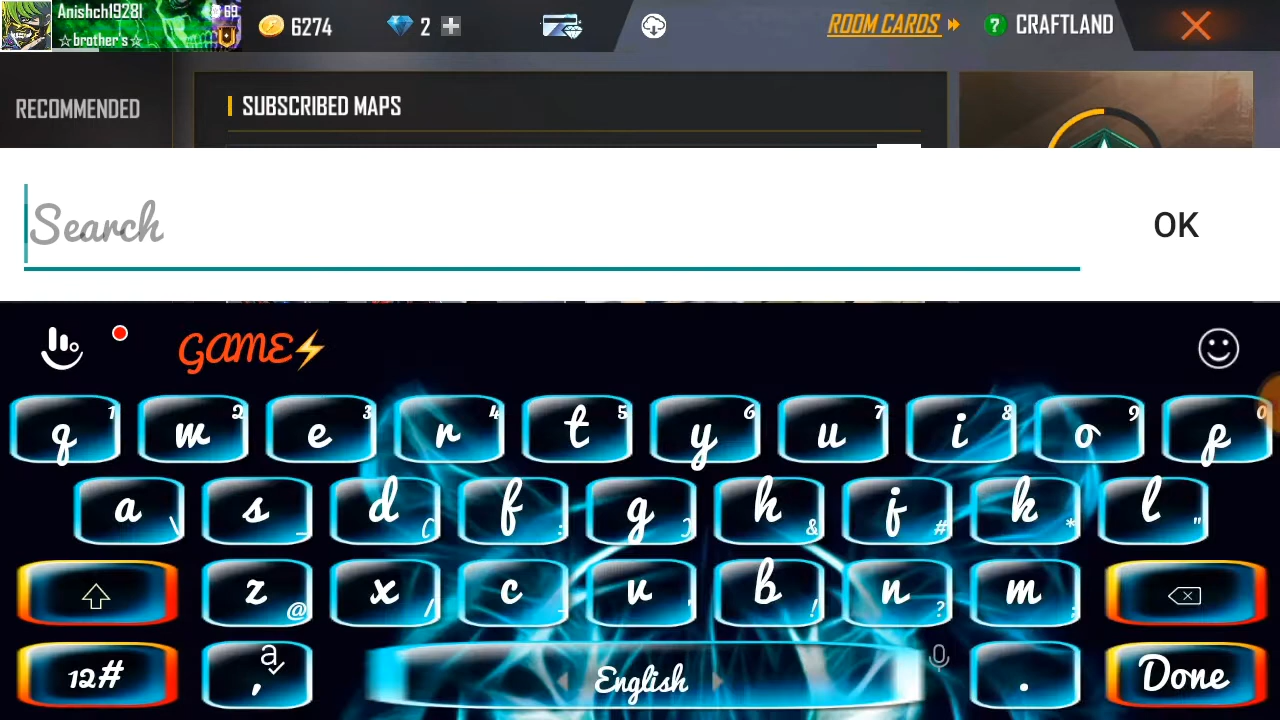 Anishch19281 69
☆brother's☆
6274
2
ROOM CARDS
? CRAFTLAND
RECOMMENDED
SUBSCRIBED MAPS
Search
OK
GAME⚡
q 1 w 2 e 3 r 4 t 5 y 6 u 7 i 8 o 9 p 0
a \ s _ d ( f : g ) h & j # k * l "
z @ x / c - v ' b ! n ? m ;
12# , a English . Done